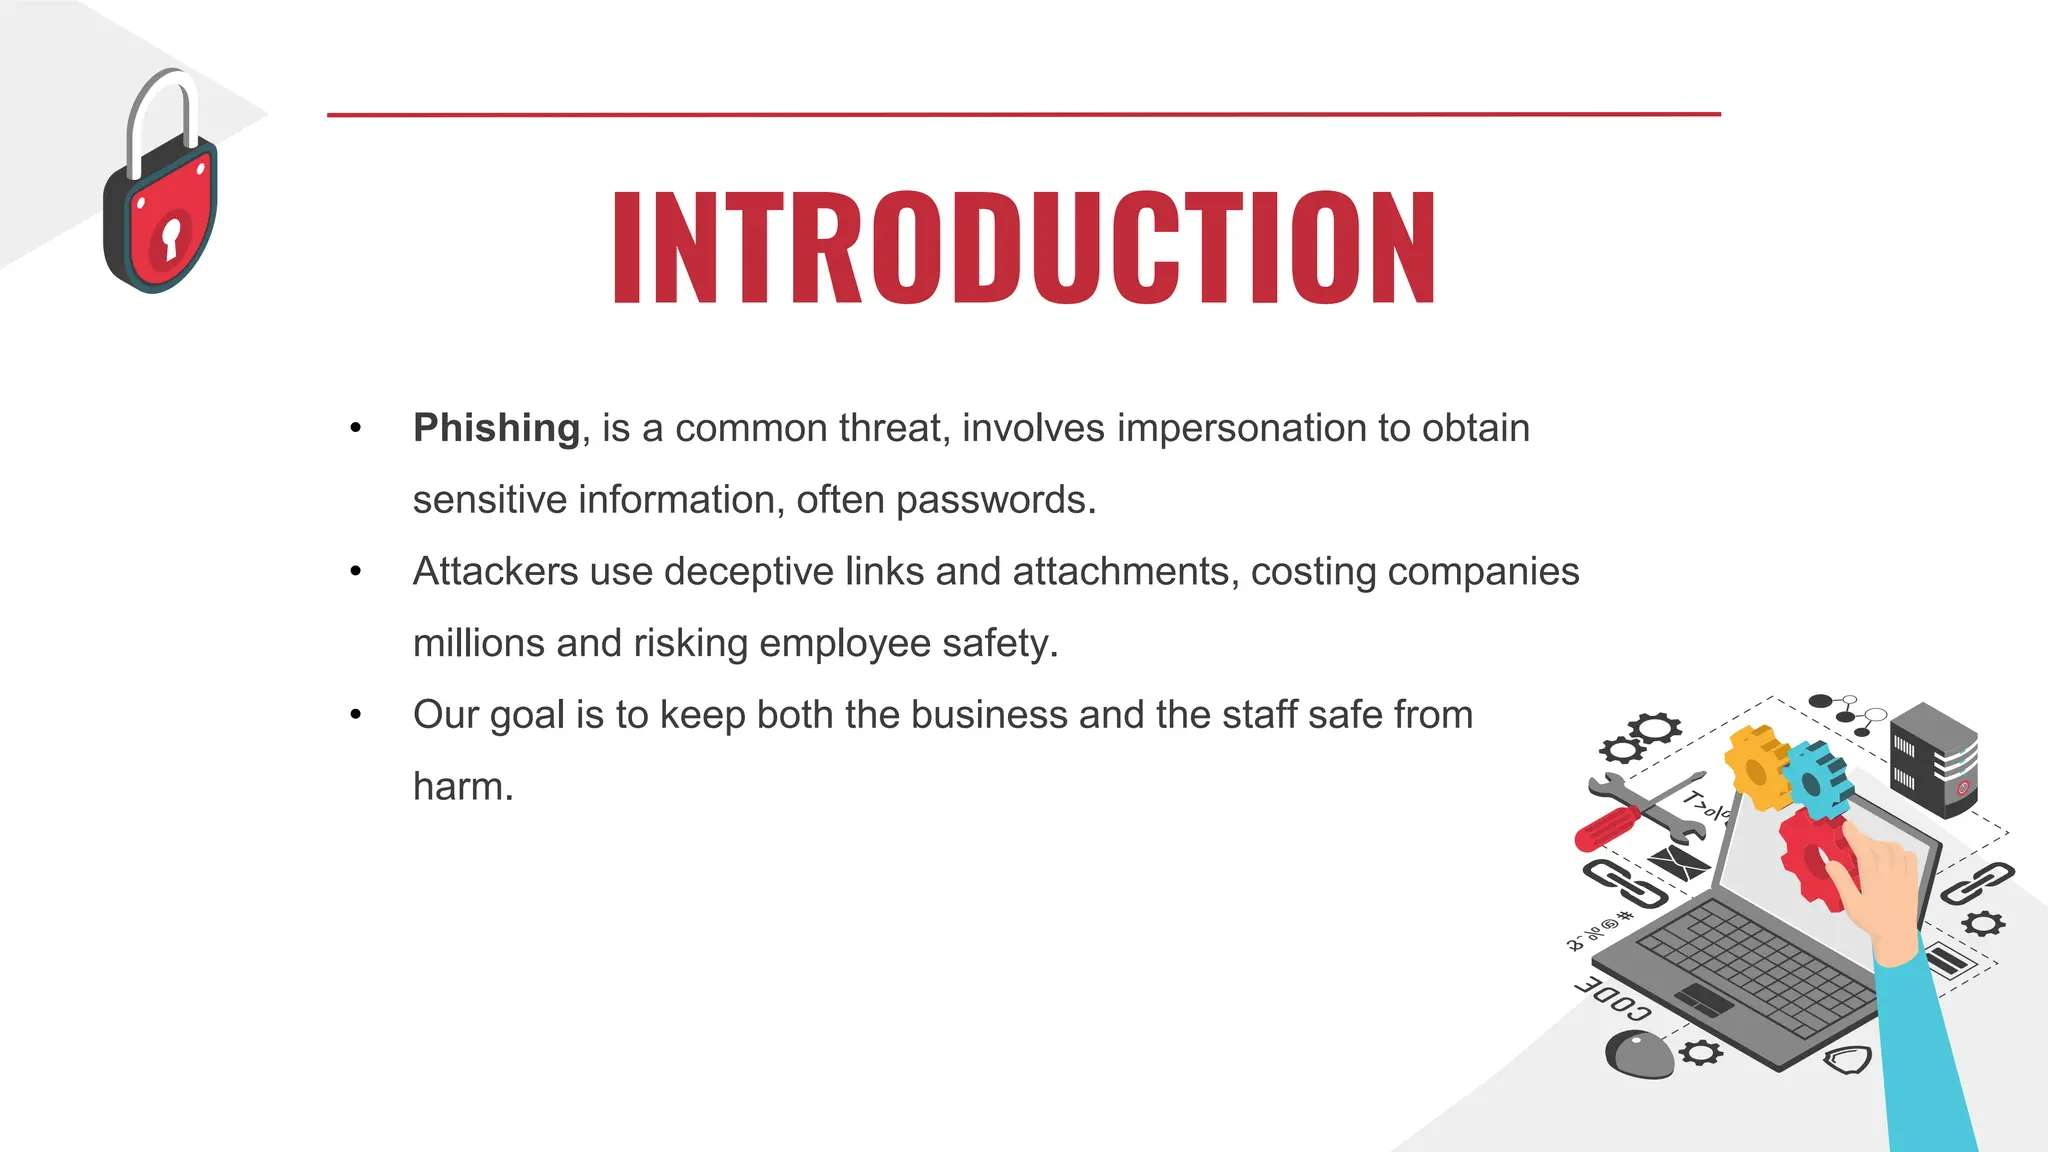 INTRODUCTION
• Phishing, is a common threat, involves impersonation to obtain
sensitive information, often passwords.
• Attackers use deceptive links and attachments, costing companies
millions and risking employee safety.
• Our goal is to keep both the business and the staff safe from
harm.
#@%^&
CODE